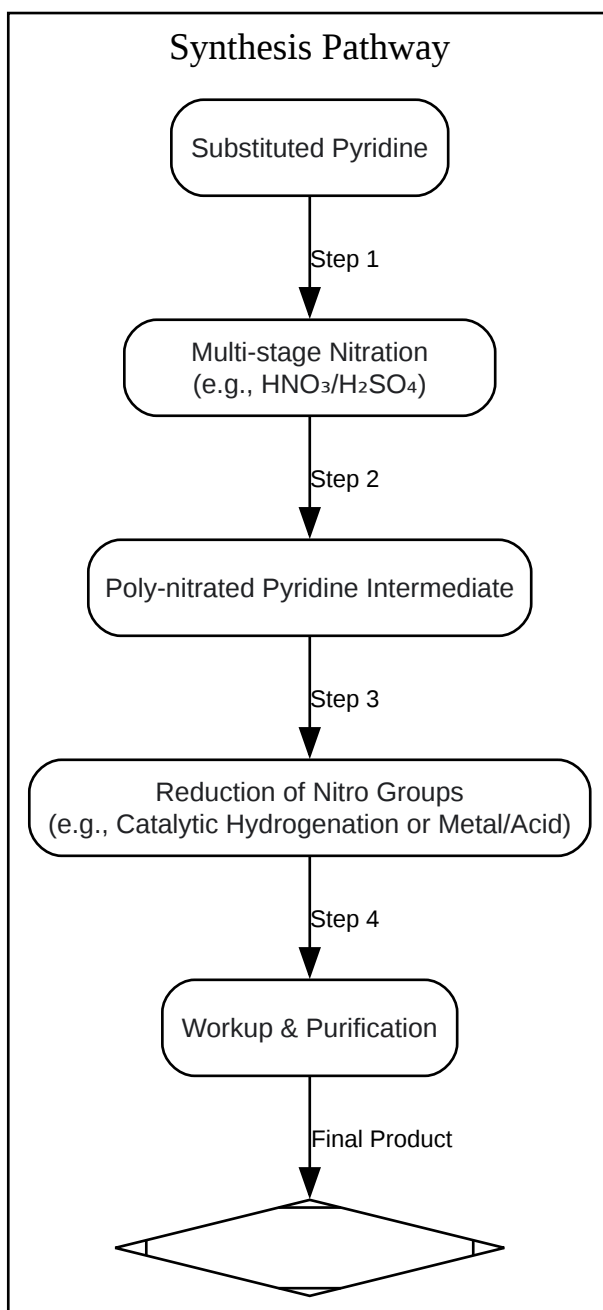 Synthesis Pathway
Substituted Pyridine
Step 1
Multi-stage Nitration
(e.g., HNO₃/H₂SO₄)
Step 2
Poly-nitrated Pyridine Intermediate
Step 3
Reduction of Nitro Groups
(e.g., Catalytic Hydrogenation or Metal/Acid)
Step 4
Workup & Purification
Final Product